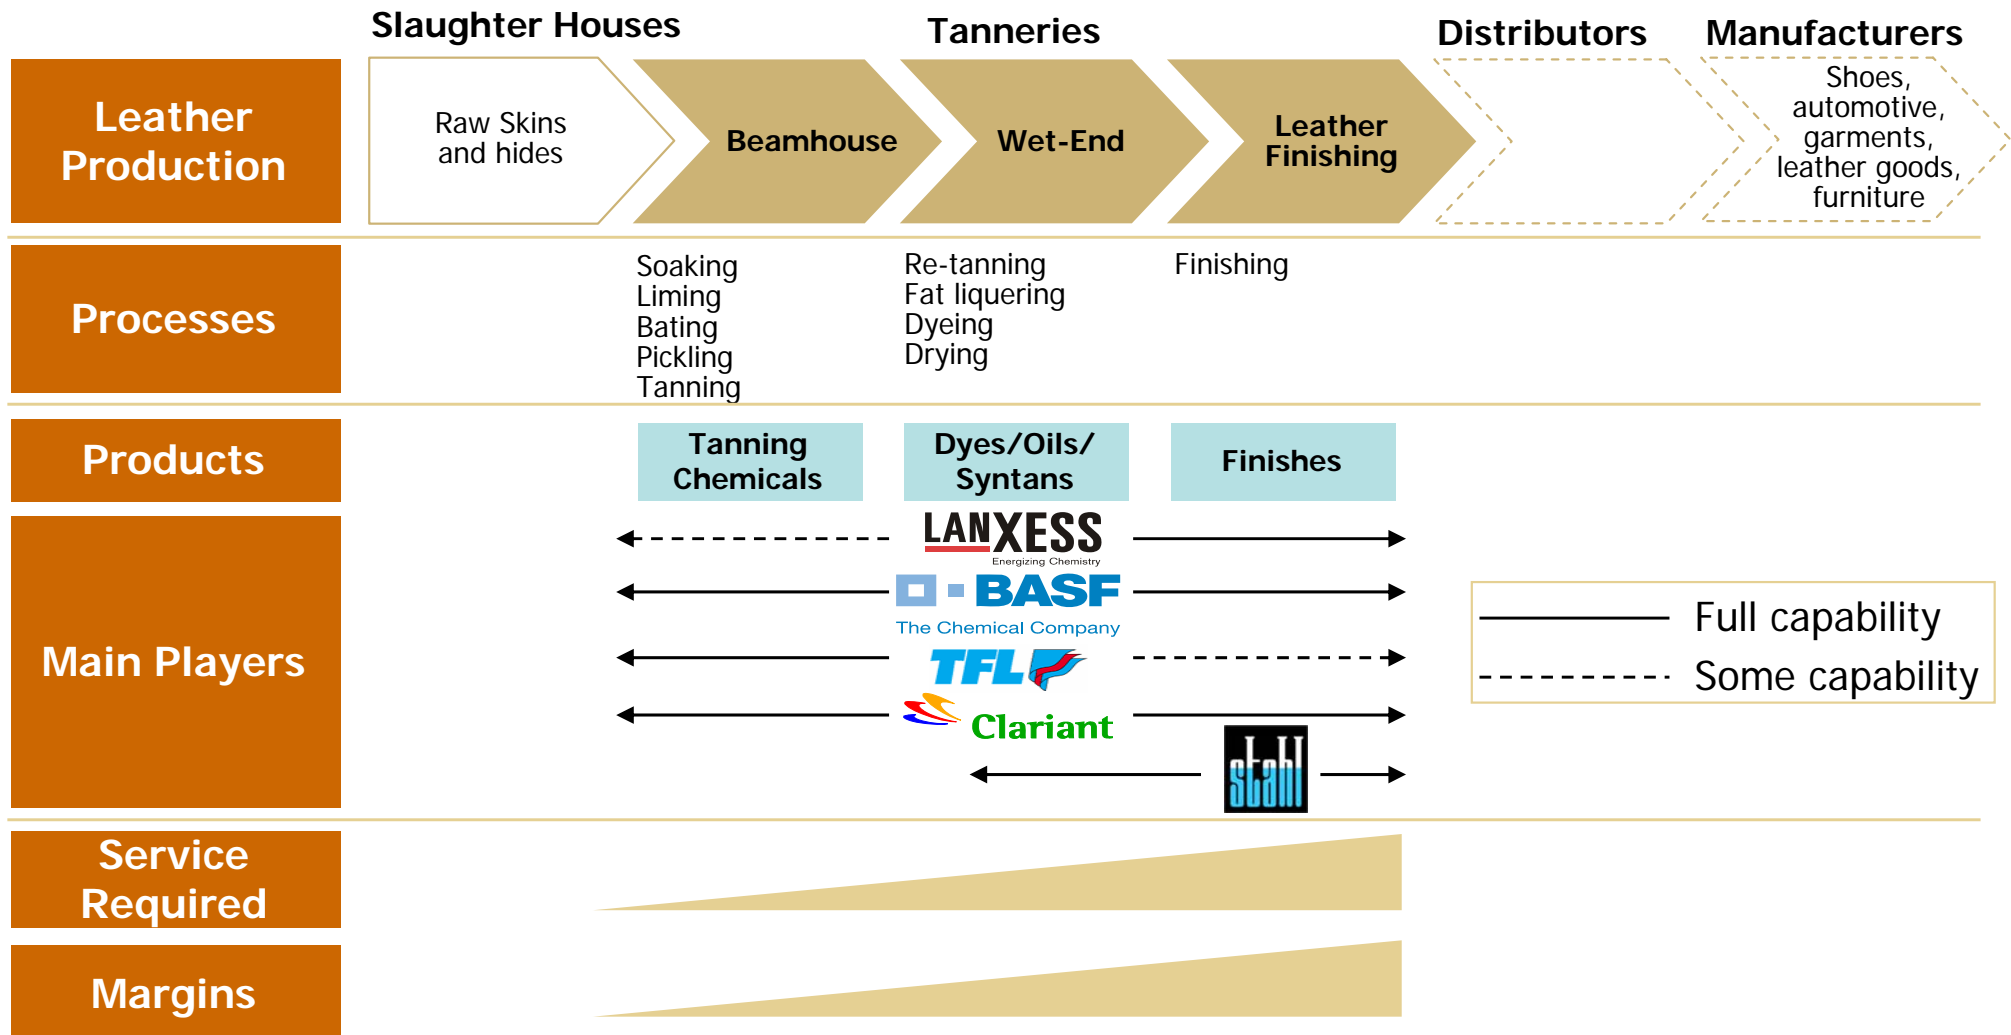 Slaughter Houses
Tanneries
Distributors
Manufacturers
Leather
Production
Raw Skins
and hides
Beamhouse
Wet-End
Leather
Finishing
Shoes,
automotive,
garments,
leather goods,
furniture
Processes
Soaking
Liming
Bating
Pickling
Tanning
Re-tanning
Fat liquering
Dyeing
Drying
Finishing
Products
Tanning
Chemicals
Dyes/Oils/
Syntans
Finishes
Main Players
LANXESS
Energizing Chemistry
BASF
The Chemical Company
TFL
Clariant
stahl
Full capability
Some capability
Service
Required
Margins